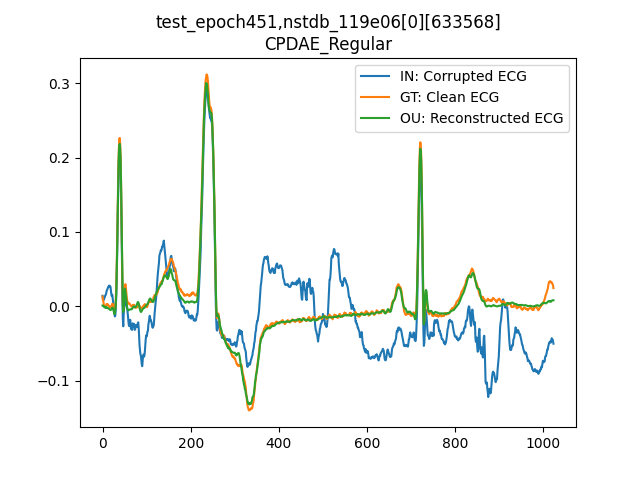 test_epoch451,nstdb_119e06[0][633568]
CPDAE_Regular
IN: Corrupted ECG
GT: Clean ECG
OU: Reconstructed ECG
0.3
0.2
0.1
0.0
−0.1
0 200 400 600 800 1000